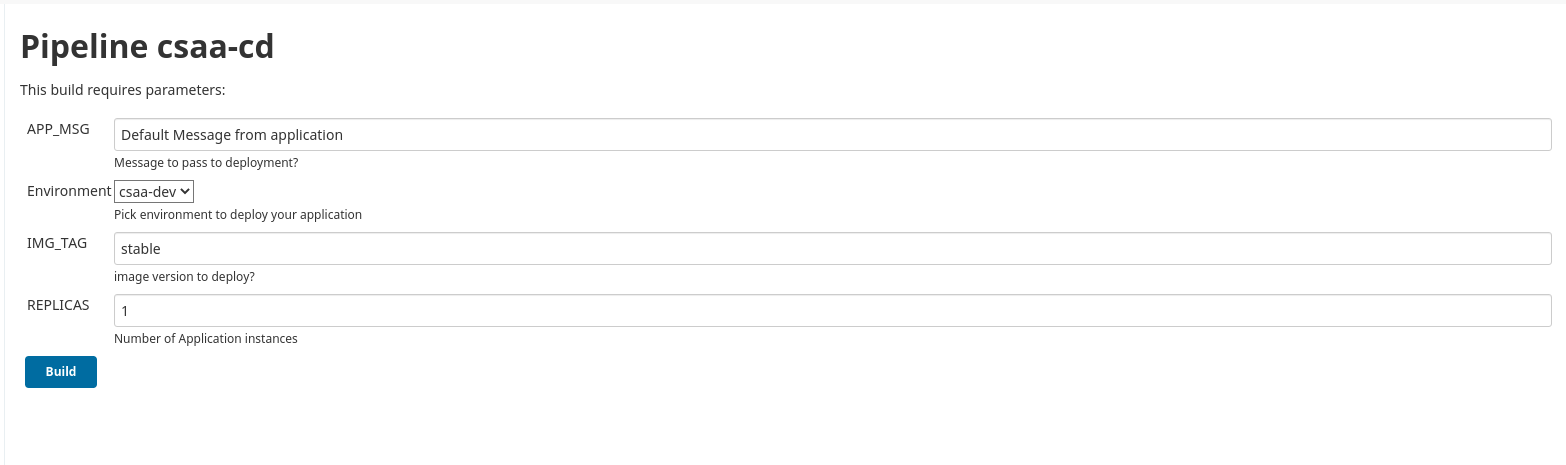 Pipeline csaa-cd
This build requires parameters:
APP_MSG
Default Message from application
Message to pass to deployment?
Environment
csaa-dev
Pick environment to deploy your application
IMG_TAG
stable
image version to deploy?
REPLICAS
1
Number of Application instances
Build